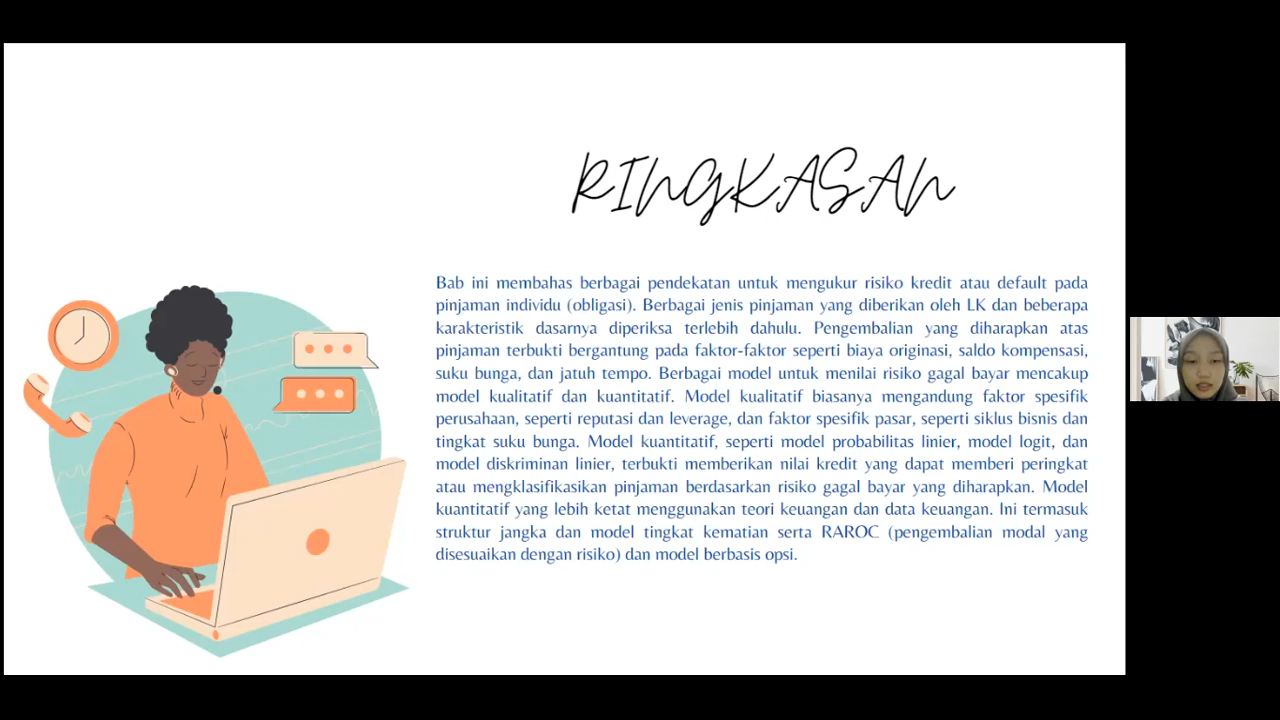 RINGKASAN
Bab ini membahas berbagai pendekatan untuk mengukur risiko kredit atau default pada
pinjaman individu (obligasi). Berbagai jenis pinjaman yang diberikan oleh LK dan beberapa
karakteristik dasarnya diperiksa terlebih dahulu. Pengembalian yang diharapkan atas
pinjaman terbukti bergantung pada faktor-faktor seperti biaya originasi, saldo kompensasi,
suku bunga, dan jatuh tempo. Berbagai model untuk menilai risiko gagal bayar mencakup
model kualitatif dan kuantitatif. Model kualitatif biasanya mengandung faktor spesifik
perusahaan, seperti reputasi dan leverage, dan faktor spesifik pasar, seperti siklus bisnis dan
tingkat suku bunga. Model kuantitatif, seperti model probabilitas linier, model logit, dan
model diskriminan linier, terbukti memberikan nilai kredit yang dapat memberi peringkat
atau mengklasifikasikan pinjaman berdasarkan risiko gagal bayar yang diharapkan. Model
kuantitatif yang lebih ketat menggunakan teori keuangan dan data keuangan. Ini termasuk
struktur jangka dan model tingkat kematian serta RAROC (pengembalian modal yang
disesuaikan dengan risiko) dan model berbasis opsi.